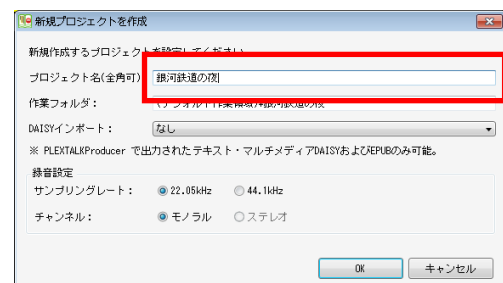 新規プロジェクトを作成
新規作成するプロジェクトを設定してください
プロジェクト名(全角可) 銀河鉄道の夜
作業フォルダ：
DAISYインポート： なし
※ PLEXTALKProducer で出力されたテキスト・マルチメディアDAISYおよびEPUBのみ可能。
録音設定
サンプリングレート： 22.05kHz 44.1kHz
チャンネル： モノラル ステレオ
OK キャンセル